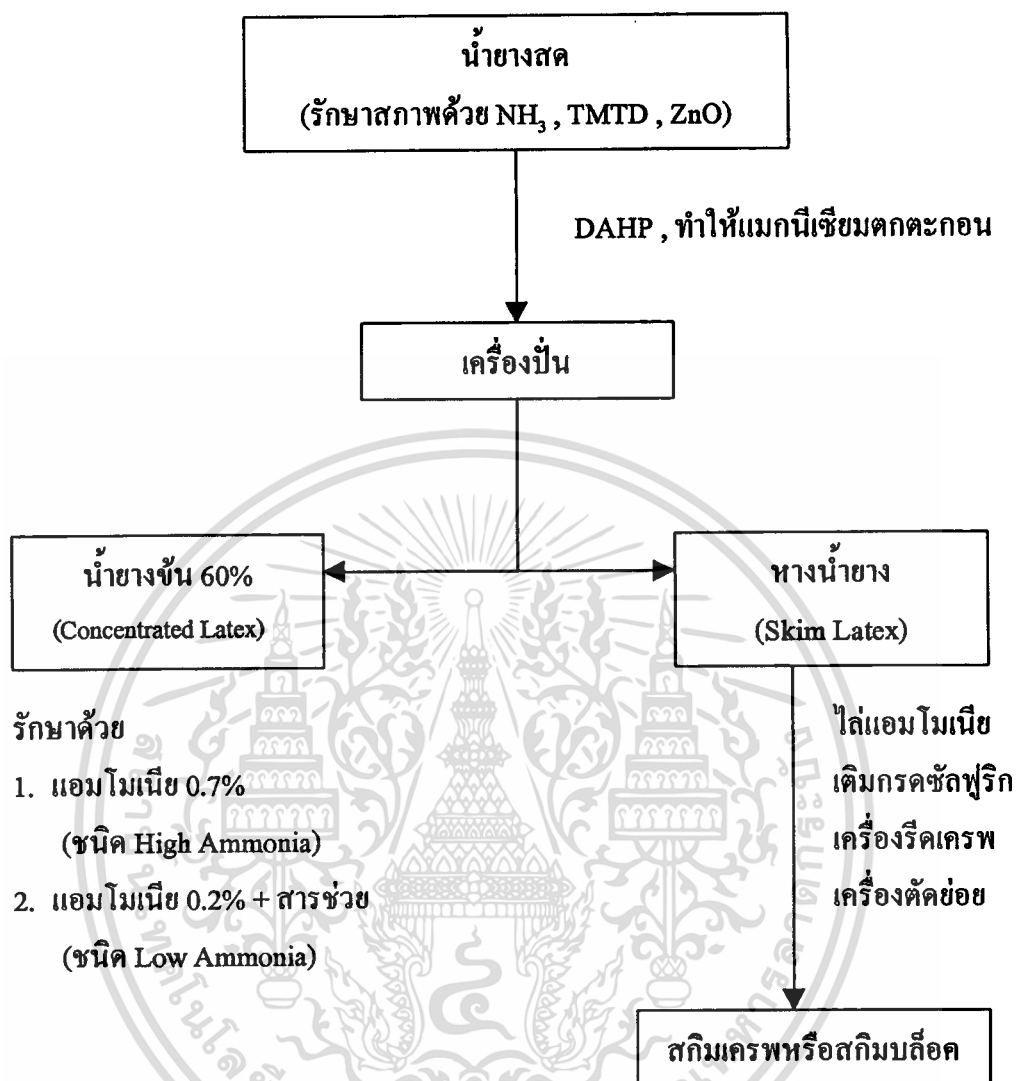 น้ำยางสด
(รักษาสภาพด้วย NH₃ , TMTD , ZnO)
DAHP , ทำให้แมกนีเซียมตกตะกอน
เครื่องปั่น
น้ำยางข้น 60%
(Concentrated Latex)
หางน้ำยาง
(Skim Latex)
รักษาด้วย
1. แอมโมเนีย 0.7%
(ชนิด High Ammonia)
2. แอมโมเนีย 0.2% + สารช่วย
(ชนิด Low Ammonia)
ไล่แอมโมเนีย
เติมกรดซัลฟูริก
เครื่องรีดเครพ
เครื่องตัดย่อย
สกิมเครพหรือสกิมบล็อค